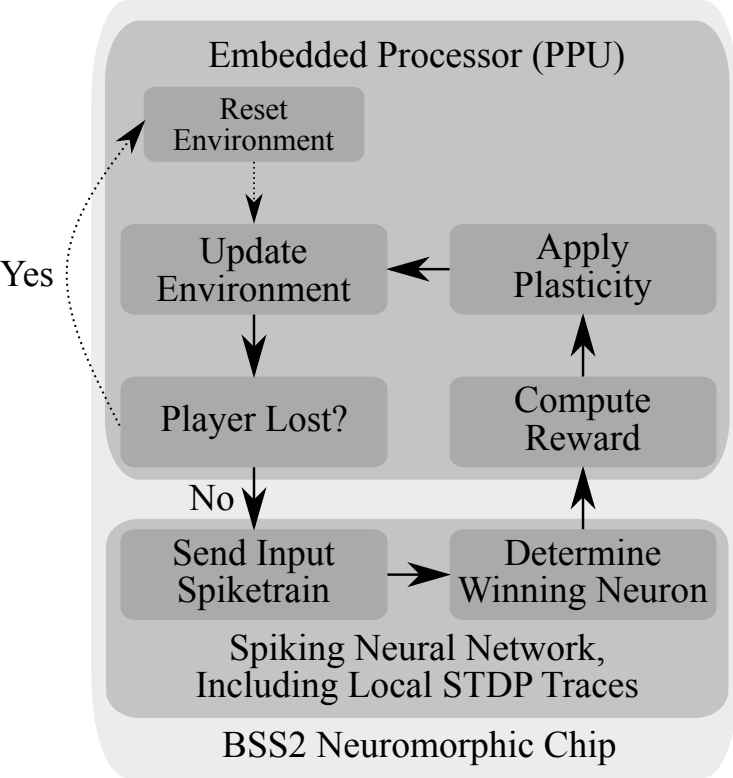 Embedded Processor (PPU)
Reset
Environment
Update
Environment
Apply
Plasticity
Yes
Player Lost?
Compute
Reward
No
Send Input
Spiketrain
Determine
Winning Neuron
Spiking Neural Network,
Including Local STDP Traces
BSS2 Neuromorphic Chip